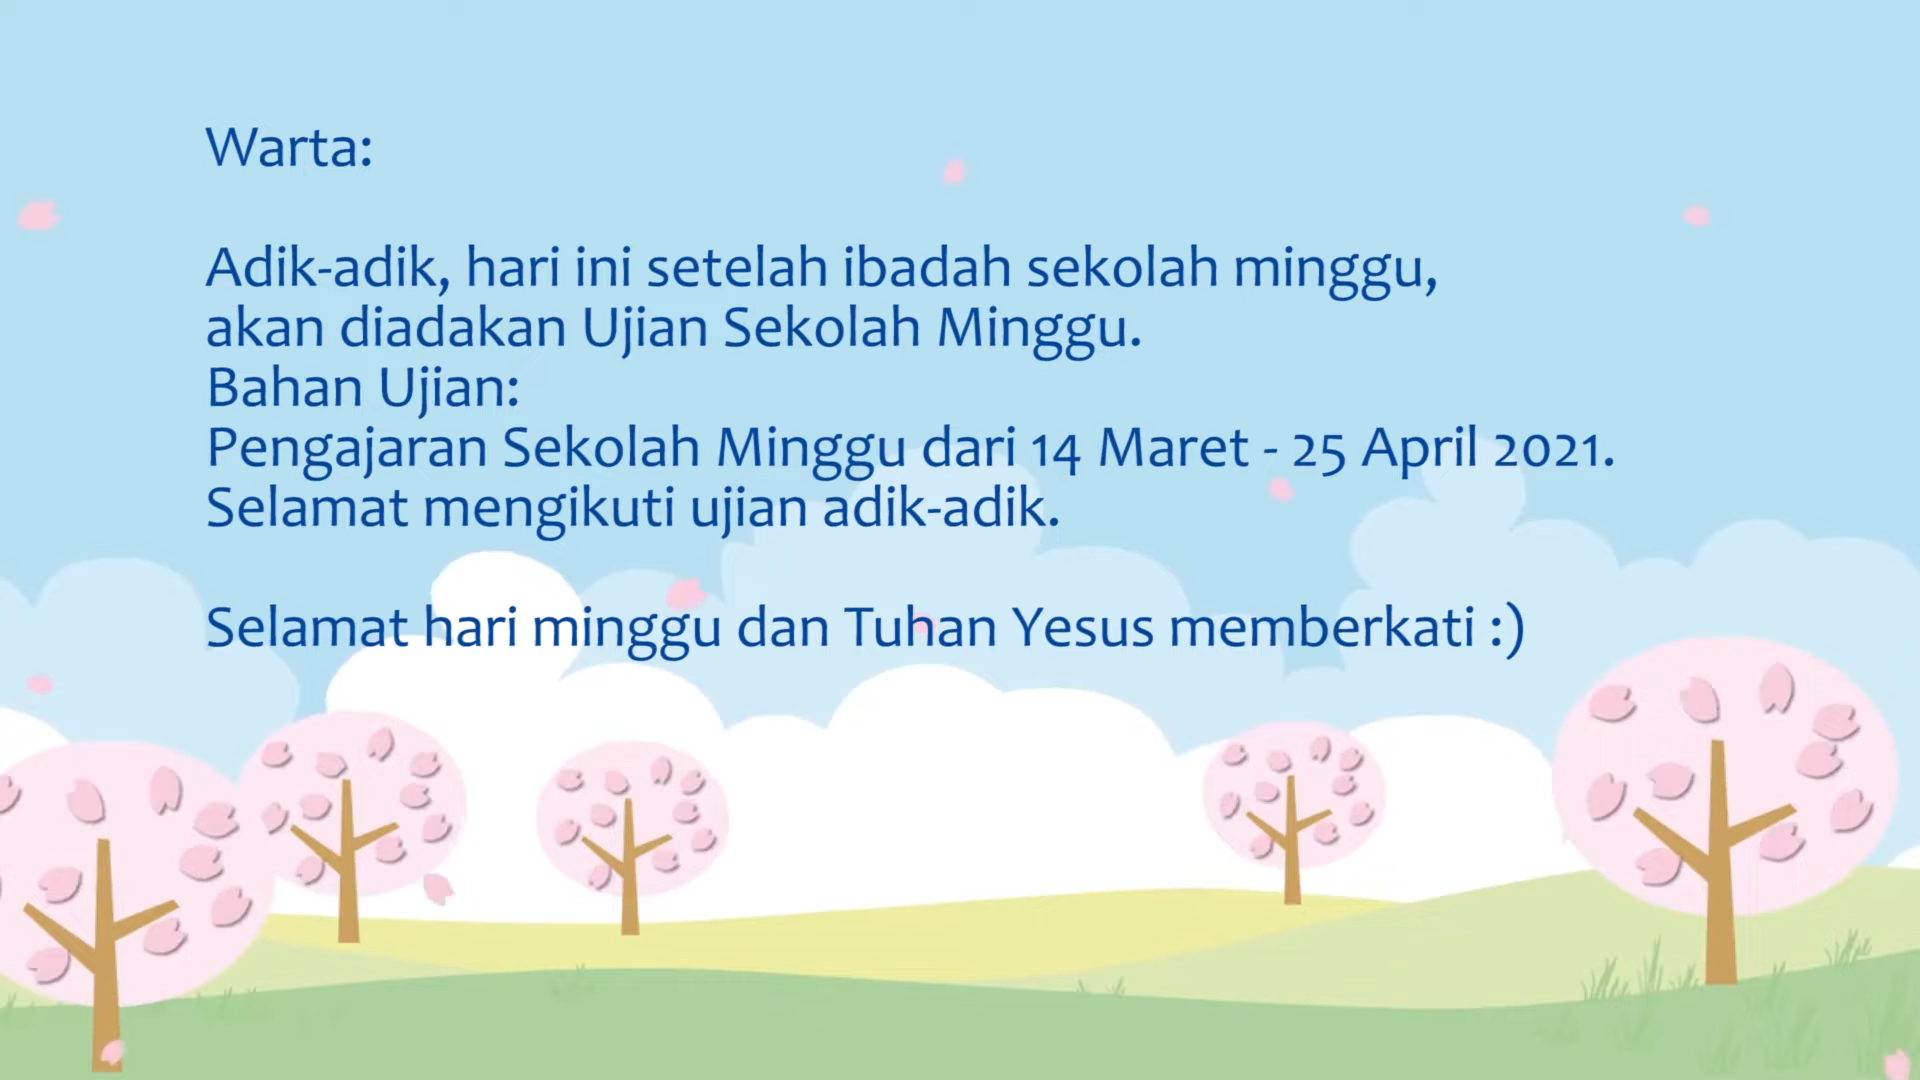 Warta:
Adik-adik, hari ini setelah ibadah sekolah minggu,
akan diadakan Ujian Sekolah Minggu.
Bahan Ujian:
Pengajaran Sekolah Minggu dari 14 Maret - 25 April 2021.
Selamat mengikuti ujian adik-adik.
Selamat hari minggu dan Tuhan Yesus memberkati :)